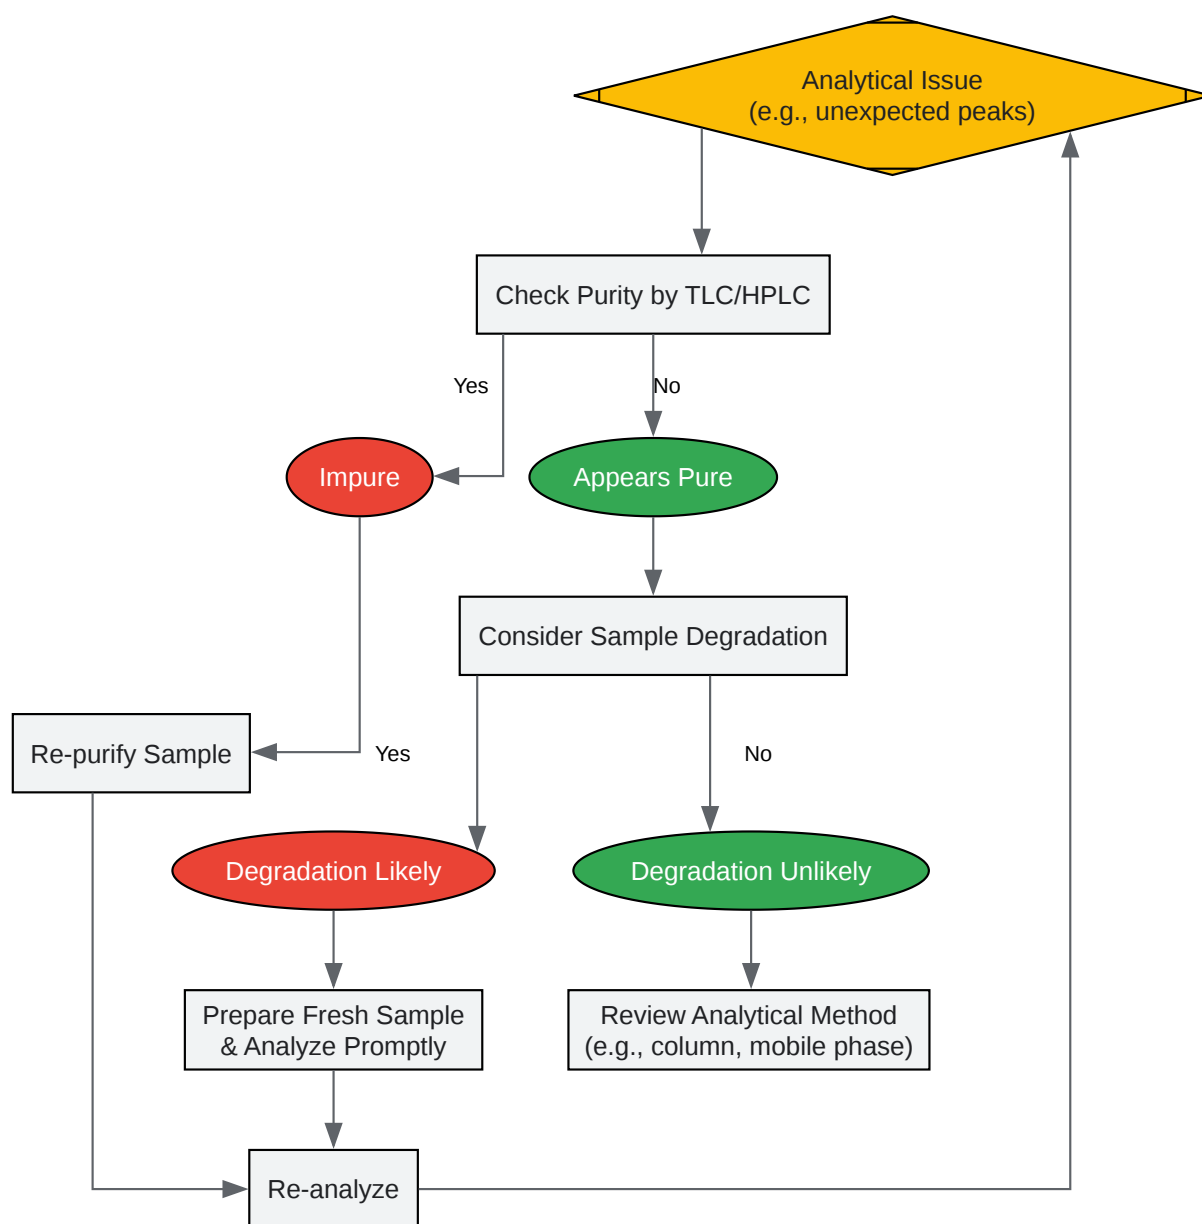 Analytical Issue
(e.g., unexpected peaks)
Check Purity by TLC/HPLC
Yes
No
Impure
Appears Pure
Consider Sample Degradation
Re-purify Sample
Yes
No
Degradation Likely
Degradation Unlikely
Prepare Fresh Sample
& Analyze Promptly
Review Analytical Method
(e.g., column, mobile phase)
Re-analyze